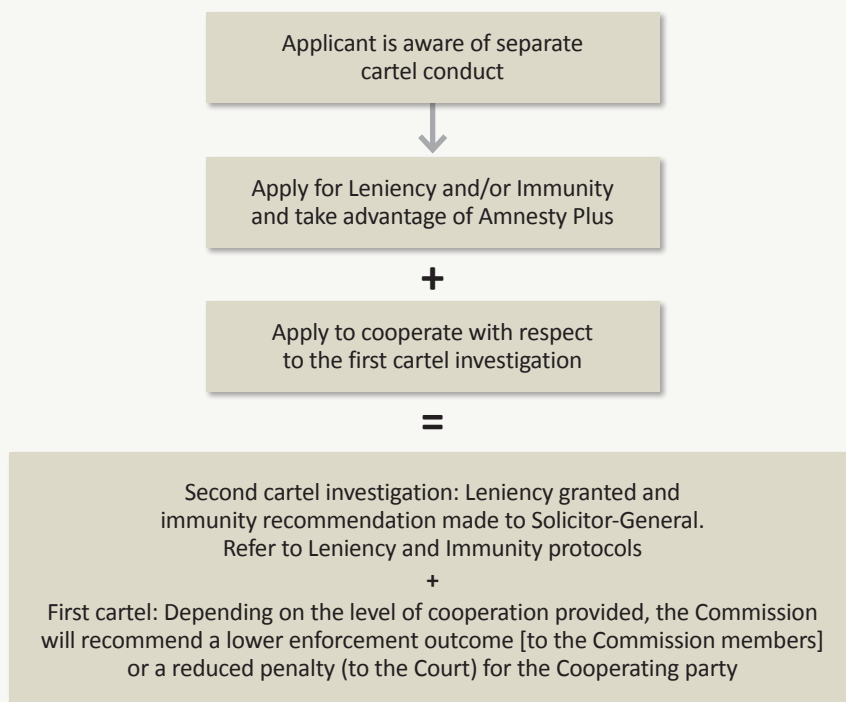 Applicant is aware of separate
cartel conduct
Apply for Leniency and/or Immunity
and take advantage of Amnesty Plus
+
Apply to cooperate with respect
to the first cartel investigation
=
Second cartel investigation: Leniency granted and
immunity recommendation made to Solicitor-General.
Refer to Leniency and Immunity protocols
+
First cartel: Depending on the level of cooperation provided, the Commission
will recommend a lower enforcement outcome [to the Commission members]
or a reduced penalty (to the Court) for the Cooperating party